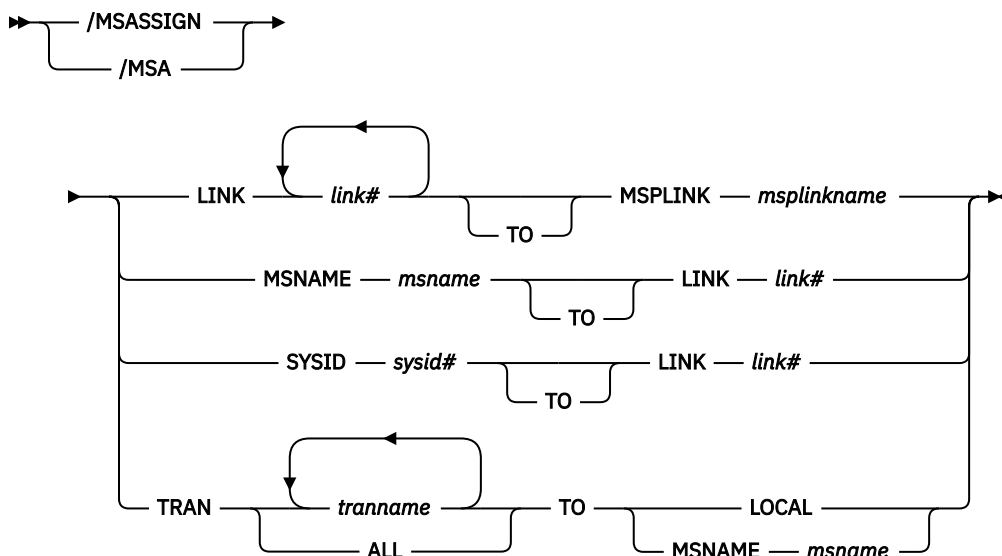 /MSASSIGN
/MSA
LINK link# MSPLINK msplinkname
TO
MSNAME msname LINK link#
TO
SYSID sysid# LINK link#
TO
TRAN tranname TO LOCAL
ALL MSNAME msname